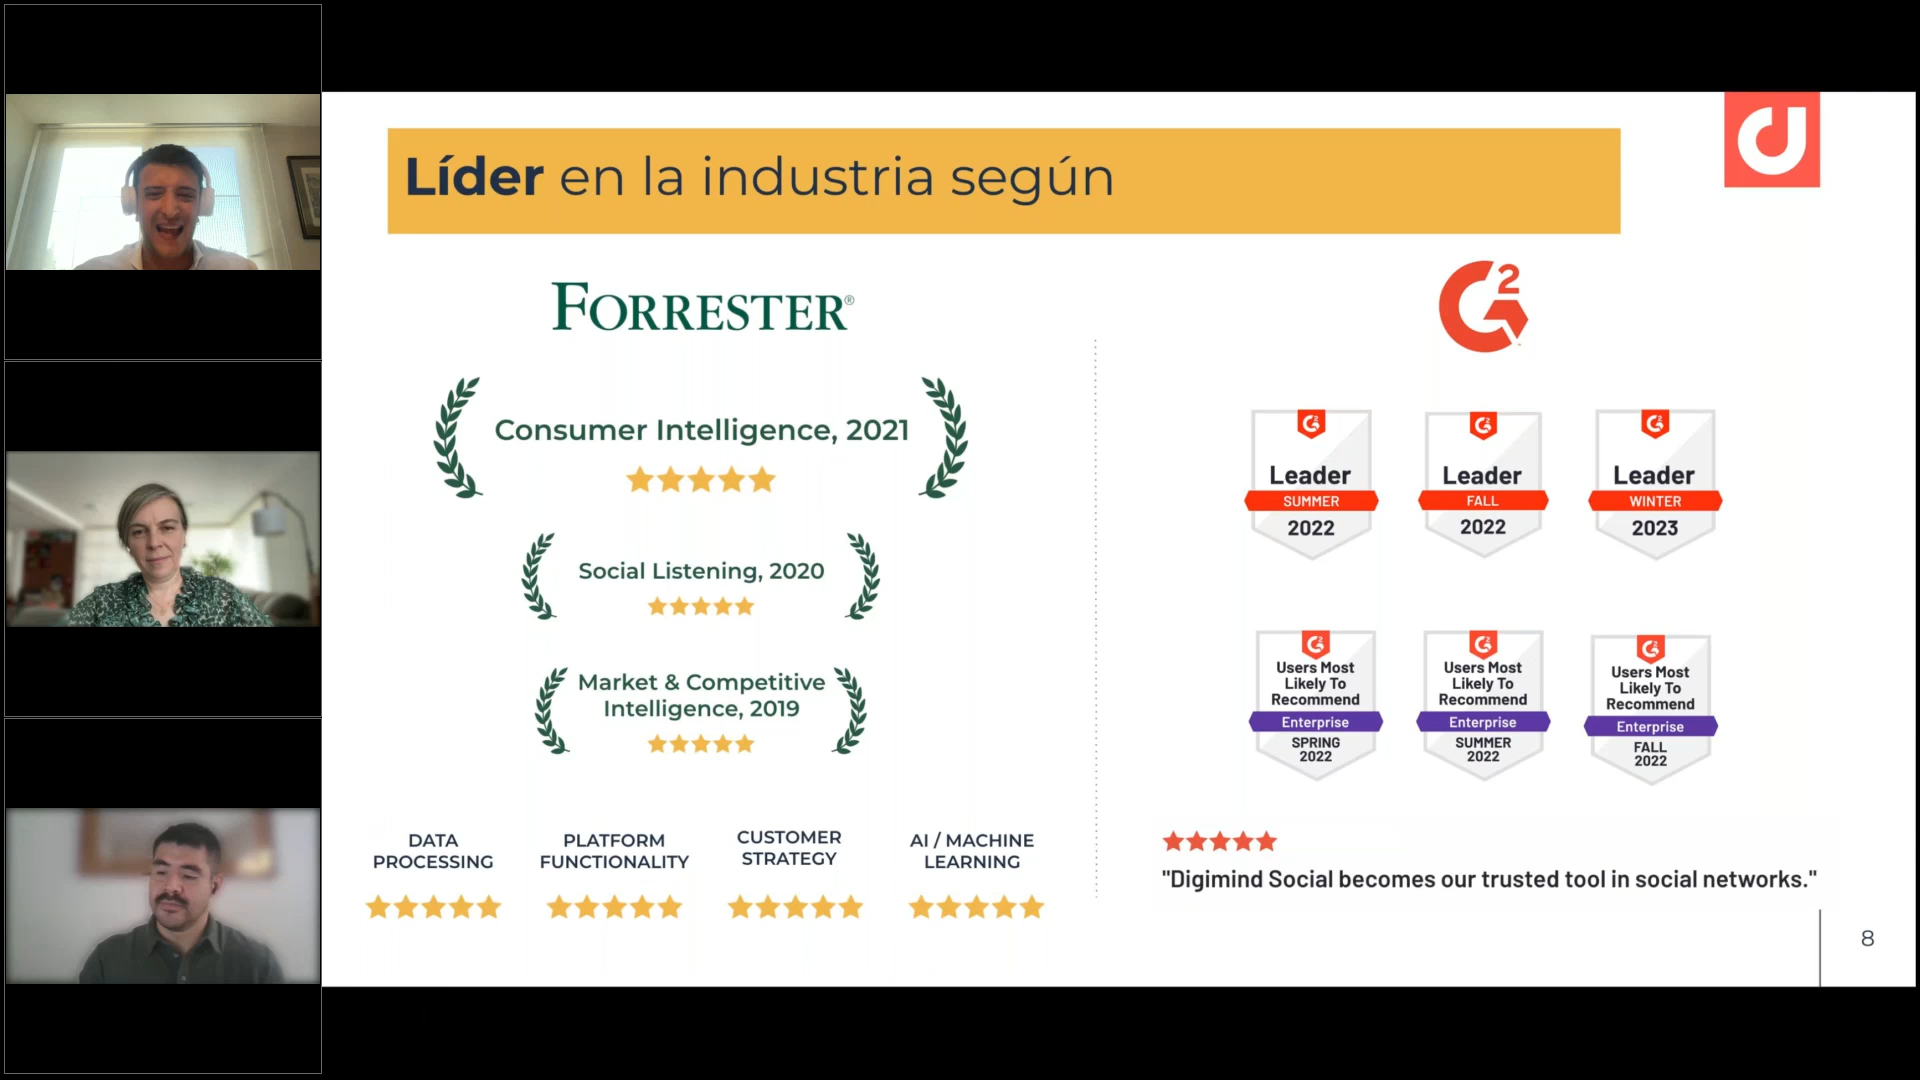 Líder en la industria según
FORRESTER®
Consumer Intelligence, 2021
Social Listening, 2020
Market & Competitive
Intelligence, 2019
DATA
PROCESSING
PLATFORM
FUNCTIONALITY
CUSTOMER
STRATEGY
AI / MACHINE
LEARNING
G2
Leader
SUMMER
2022
Leader
FALL
2022
Leader
WINTER
2023
Users Most
Likely To
Recommend
Enterprise
SPRING
2022
Users Most
Likely To
Recommend
Enterprise
SUMMER
2022
Users Most
Likely To
Recommend
Enterprise
FALL
2022
"Digimind Social becomes our trusted tool in social networks."
8